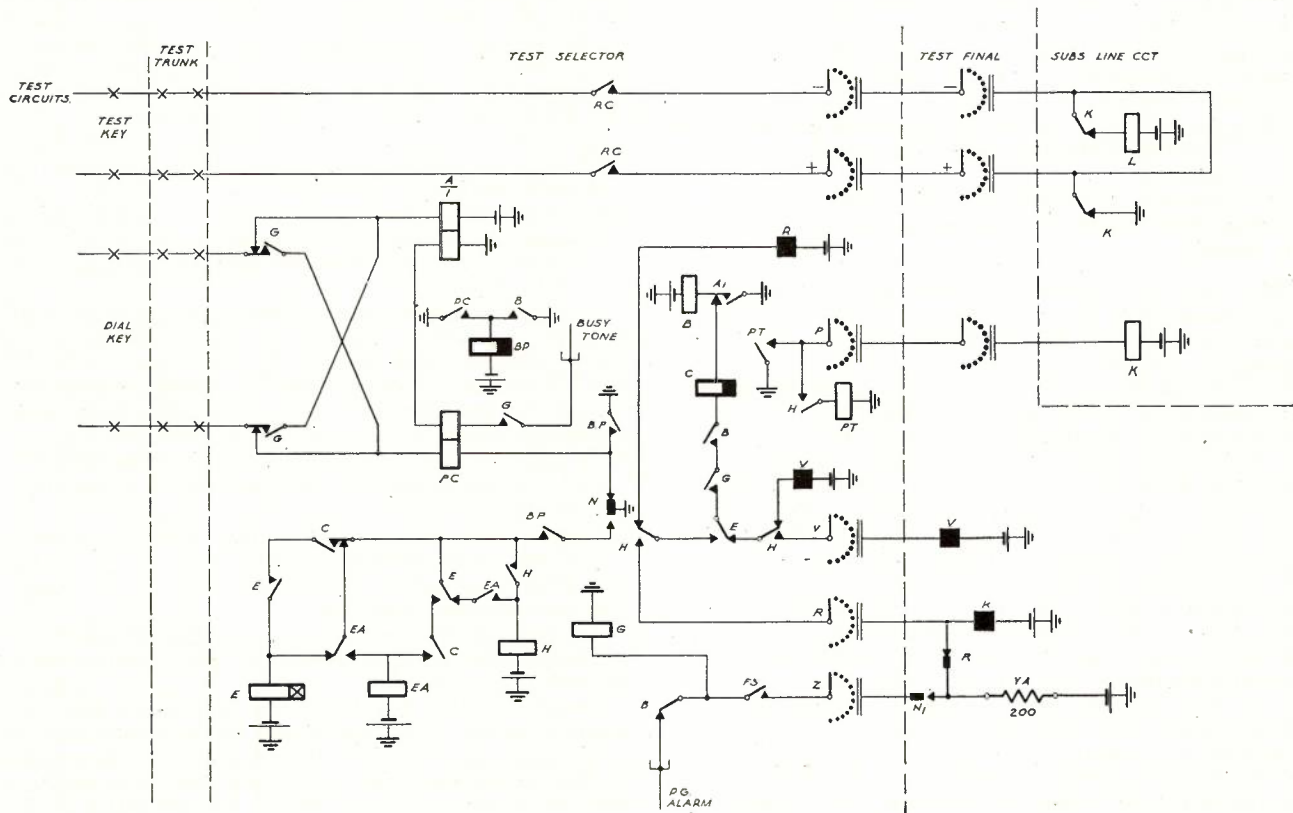 TEST TRUNK
TEST SELECTOR
TEST FINAL
SUBS LINE CCT
TEST CIRCUITS.
TEST KEY
RC
−
−
K
L
RC
+
+
K
A/1
G
R
DIAL KEY
DC
B
BP
BUSY TONE
B
A1
PT
P
K
C
H
PT
G
G
PC
BP
B
G
V
N
C
BP
H
E
H
V
V
E
E
EA
H
EA
C
H
G
R
K
R
E
EA
B
FS
Z
N1
YA
200
P.G. ALARM